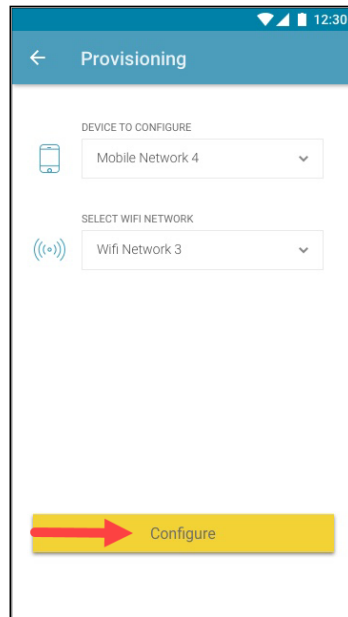 12:30
Provisioning
DEVICE TO CONFIGURE
Mobile Network 4
SELECT WIFI NETWORK
Wifi Network 3
Configure